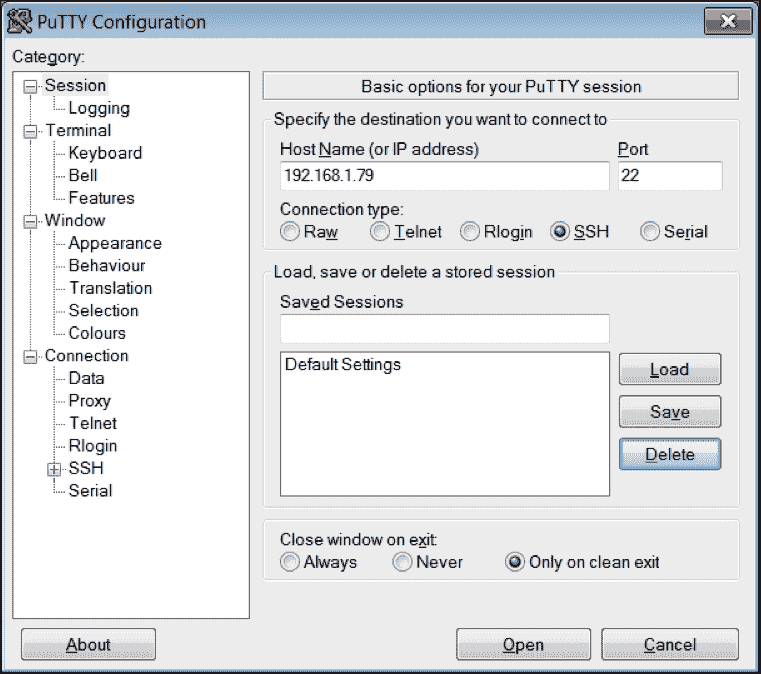 PuTTY Configuration
Category:
Session
Logging
Terminal
Keyboard
Bell
Features
Window
Appearance
Behaviour
Translation
Selection
Colours
Connection
Data
Proxy
Telnet
Rlogin
SSH
Serial
Basic options for your PuTTY session
Specify the destination you want to connect to
Host Name (or IP address) Port
192.168.1.79 22
Connection type:
Raw Telnet Rlogin SSH Serial
Load, save or delete a stored session
Saved Sessions
Default Settings
Load
Save
Delete
Close window on exit:
Always Never Only on clean exit
About Open Cancel